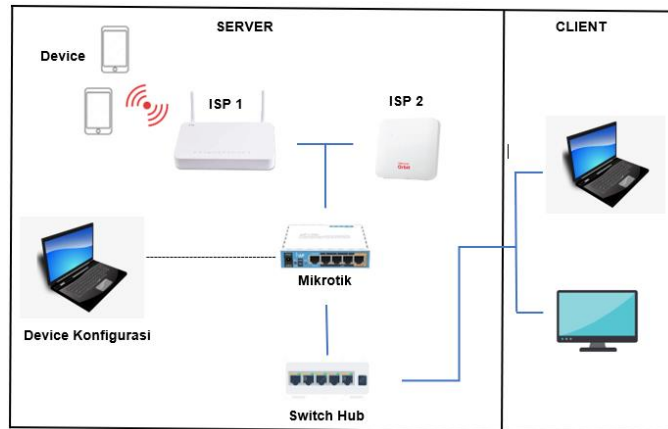 SERVER
CLIENT
Device
ISP 1
ISP 2
Mikrotik
Device Konfigurasi
Switch Hub